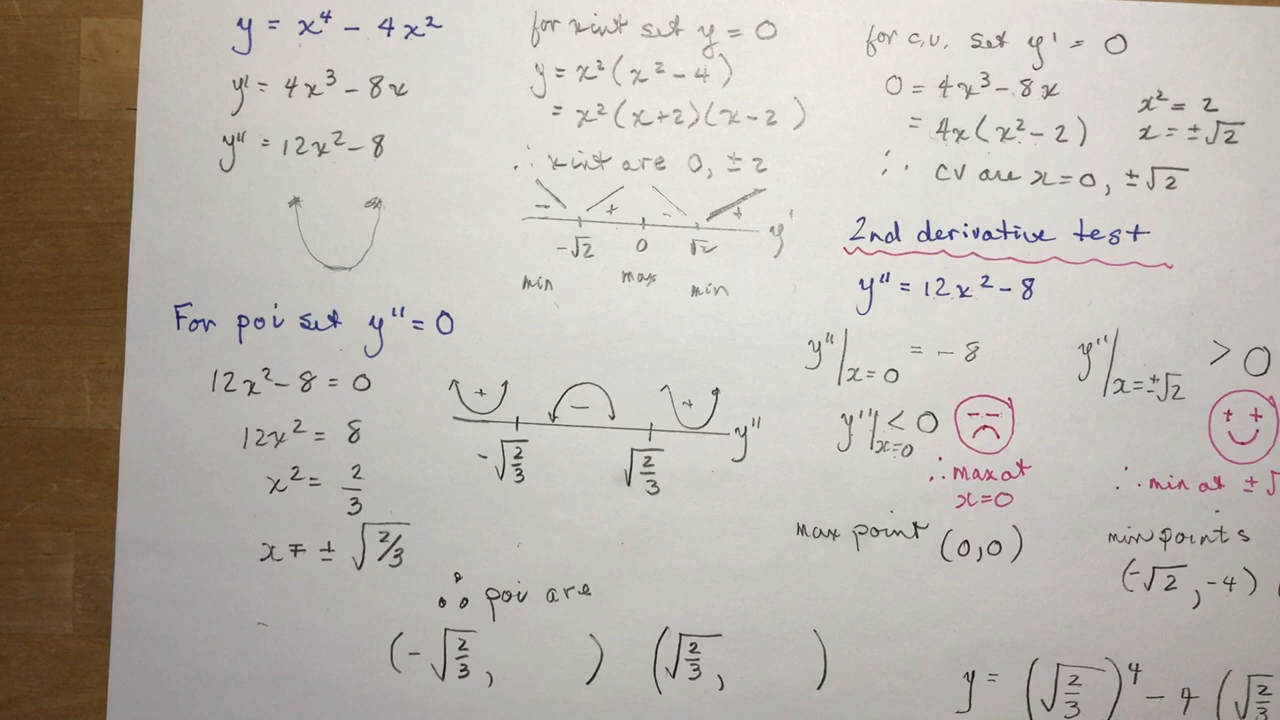 y = x⁴ - 4x²
y' = 4x³ - 8x
y'' = 12x² - 8
for x int set y = 0
y = x²(x² - 4)
= x²(x+2)(x-2)
∴ x int are 0, ±2
- + - +
-√2 0 √2 y'
min max min
for c.v. set y' = 0
0 = 4x³ - 8x
= 4x(x² - 2)
x² = 2
x = ±√2
∴ CV are x = 0, ±√2
2nd derivative test
y'' = 12x² - 8
y''|x=0 = -8
y''|x=0 < 0
∴ max at
x=0
max point (0,0)
y''|x=±√2 > 0
∴ min at ±√
min points
(-√2, -4) (
For poi set y'' = 0
12x² - 8 = 0
12x² = 8
x² = 2/3
x = ±√2/3
+ - +
-√2/3 √2/3 y''
∴ poi are
(-√2/3, ) (√2/3, )
y = (√2/3)⁴ - 4(√2/3